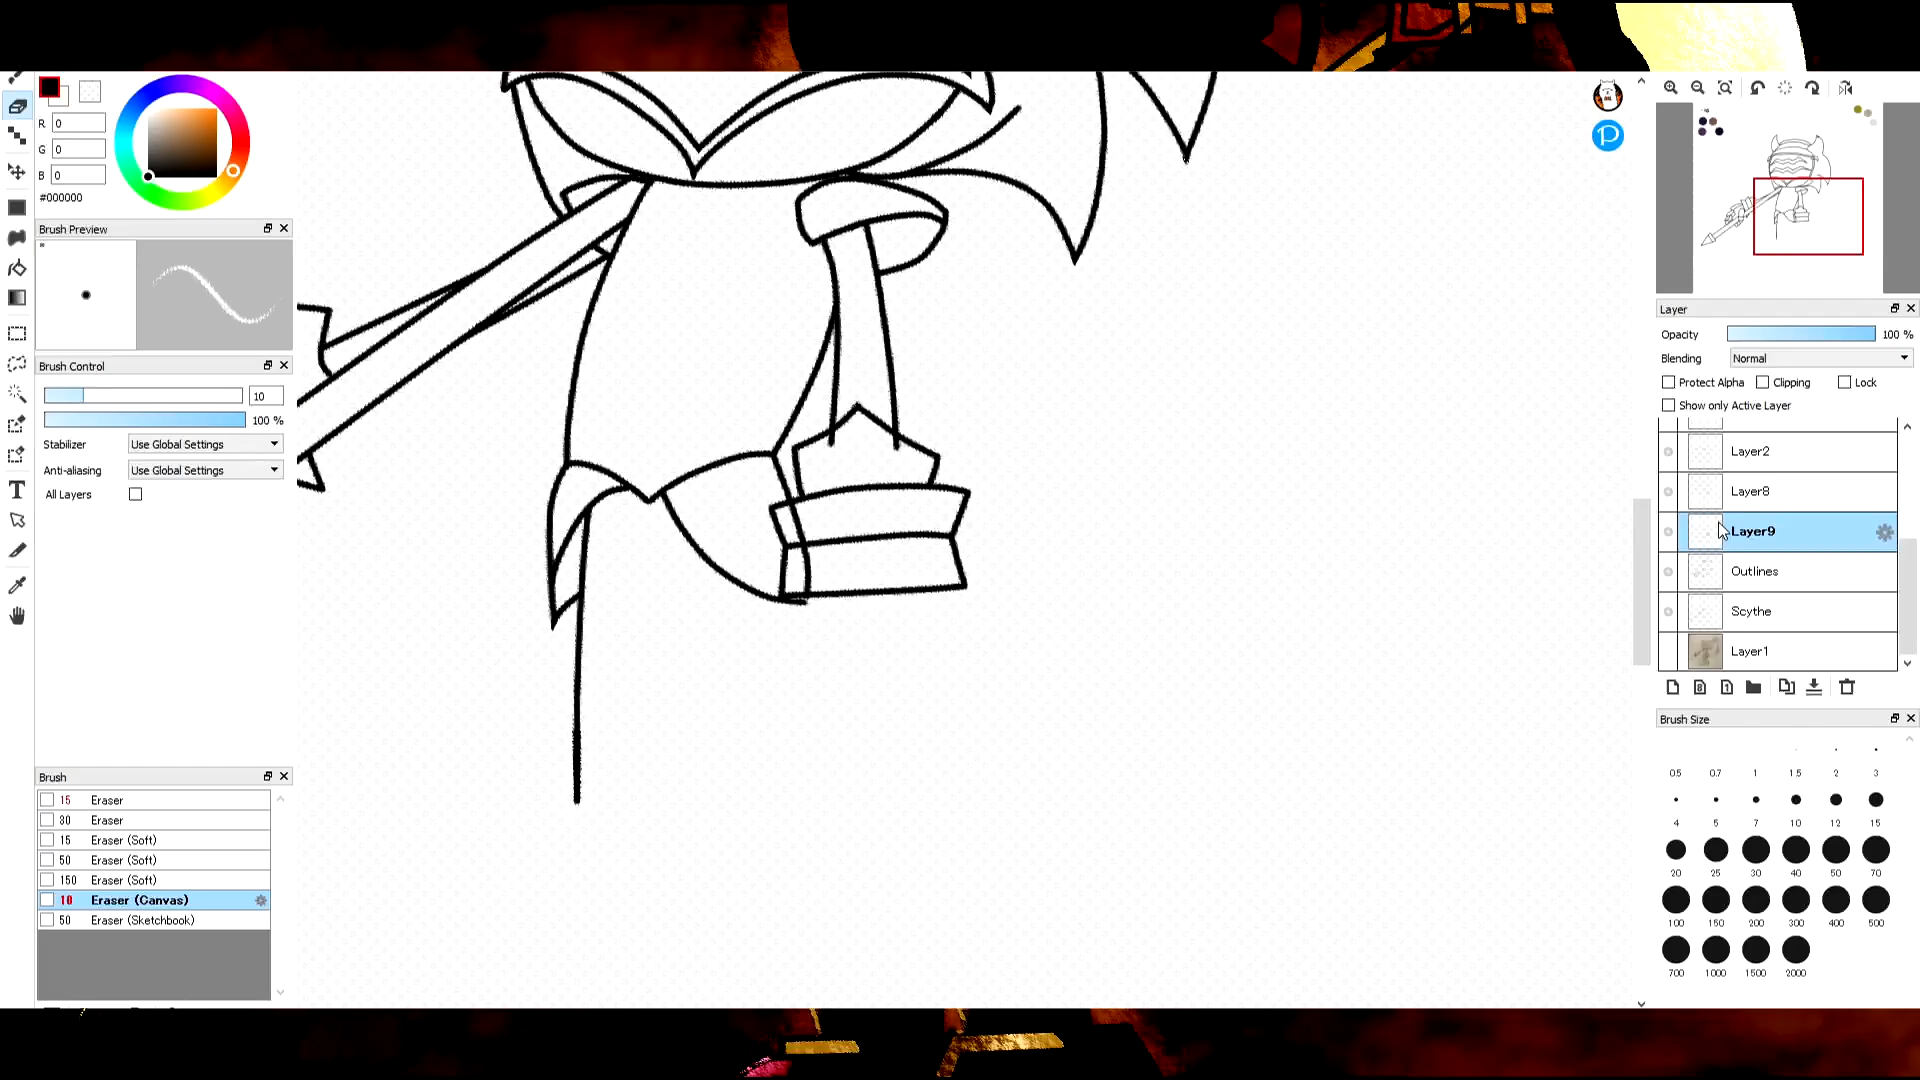 R 0
G 0
B 0
#000000
Brush Preview
Brush Control
10
100 %
Stabilizer Use Global Settings
Anti-aliasing Use Global Settings
All Layers
Brush
15 Eraser
30 Eraser
15 Eraser (Soft)
50 Eraser (Soft)
150 Eraser (Soft)
10 Eraser (Canvas)
50 Eraser (Sketchbook)
T
P
Layer
Opacity 100 %
Blending Normal
Protect Alpha Clipping Lock
Show only Active Layer
Layer2
Layer8
Layer9
Outlines
Scythe
Layer1
8 1
Brush Size
0.5 0.7 1 1.5 2 3
4 5 7 10 12 15
20 25 30 40 50 70
100 150 200 300 400 500
700 1000 1500 2000